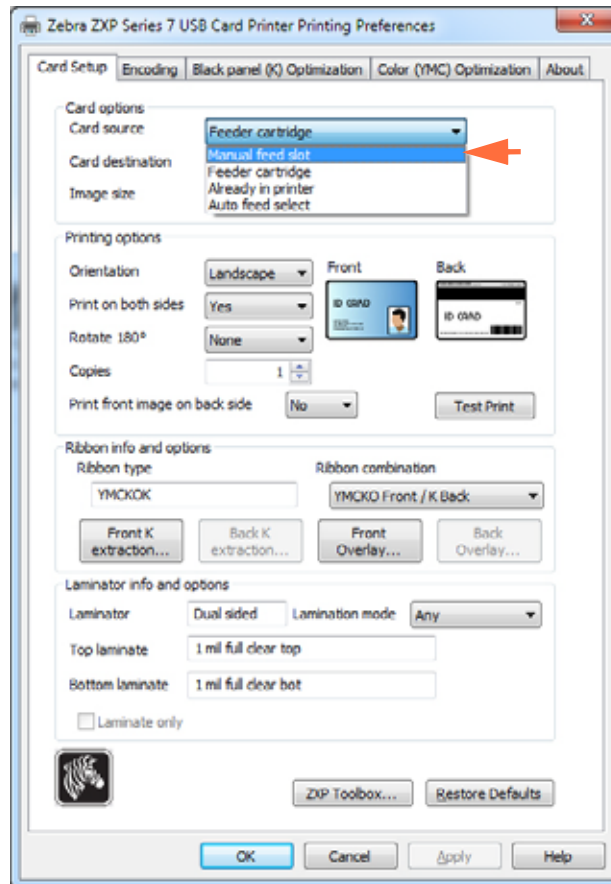 Zebra ZXP Series 7 USB Card Printer Printing Preferences
Card Setup Encoding Black panel (K) Optimization Color (YMC) Optimization About
Card options
Card source Feeder cartridge
Manual feed slot
Card destination
Feeder cartridge
Already in printer
Image size
Auto feed select
Printing options
Orientation Landscape Front Back
Print on both sides Yes
ID CARD
ID CARD
Rotate 180° None
Copies 1
Print front image on back side No Test Print
Ribbon info and options
Ribbon type Ribbon combination
YMCKOK YMCKO Front / K Back
Front K extraction... Back K extraction... Front Overlay... Back Overlay...
Laminator info and options
Laminator Dual sided Lamination mode Any
Top laminate 1 mil full clear top
Bottom laminate 1 mil full clear bot
Laminate only
ZXP Toolbox... Restore Defaults
OK Cancel Apply Help